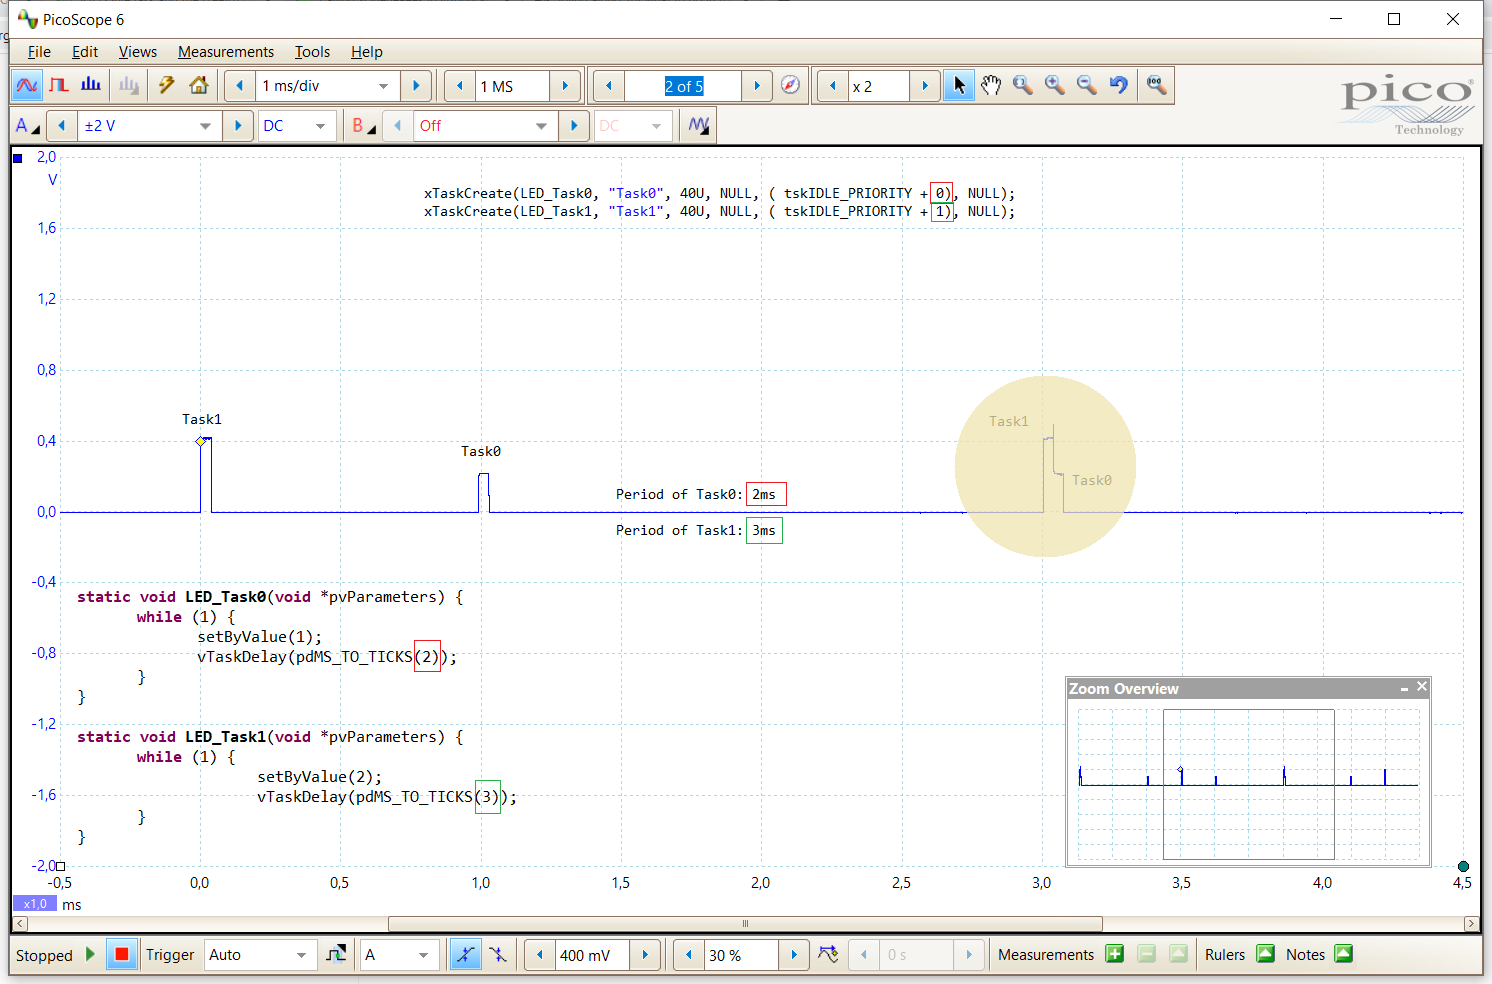 PicoScope 6
File Edit Views Measurements Tools Help
1 ms/div 1 MS 2 of 5 x 2
pico
Technology
A ±2 V DC B Off DC
2,0
V
xTaskCreate(LED_Task0, "Task0", 40U, NULL, ( tskIDLE_PRIORITY + 0), NULL);
xTaskCreate(LED_Task1, "Task1", 40U, NULL, ( tskIDLE_PRIORITY + 1), NULL);
1,6
1,2
0,8
Task1
Task1
0,4
Task0
Task0
Period of Task0: 2ms
0,0
Period of Task1: 3ms
-0,4
static void LED_Task0(void *pvParameters) {
while (1) {
setByValue(1);
-0,8
vTaskDelay(pdMS_TO_TICKS(2));
}
}
Zoom Overview
-1,2
static void LED_Task1(void *pvParameters) {
while (1) {
setByValue(2);
-1,6
vTaskDelay(pdMS_TO_TICKS(3));
}
}
-2,0
-0,5 0,0 0,5 1,0 1,5 2,0 2,5 3,0 3,5 4,0 4,5
x1,0 ms
Stopped Trigger Auto A 400 mV 30 % 0 s Measurements Rulers Notes